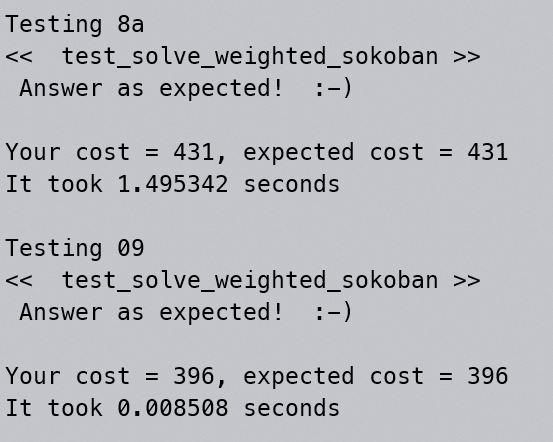 Testing 8a
<<  test_solve_weighted_sokoban >>
 Answer as expected!  :-)

Your cost = 431, expected cost = 431
It took 1.495342 seconds

Testing 09
<<  test_solve_weighted_sokoban >>
 Answer as expected!  :-)

Your cost = 396, expected cost = 396
It took 0.008508 seconds